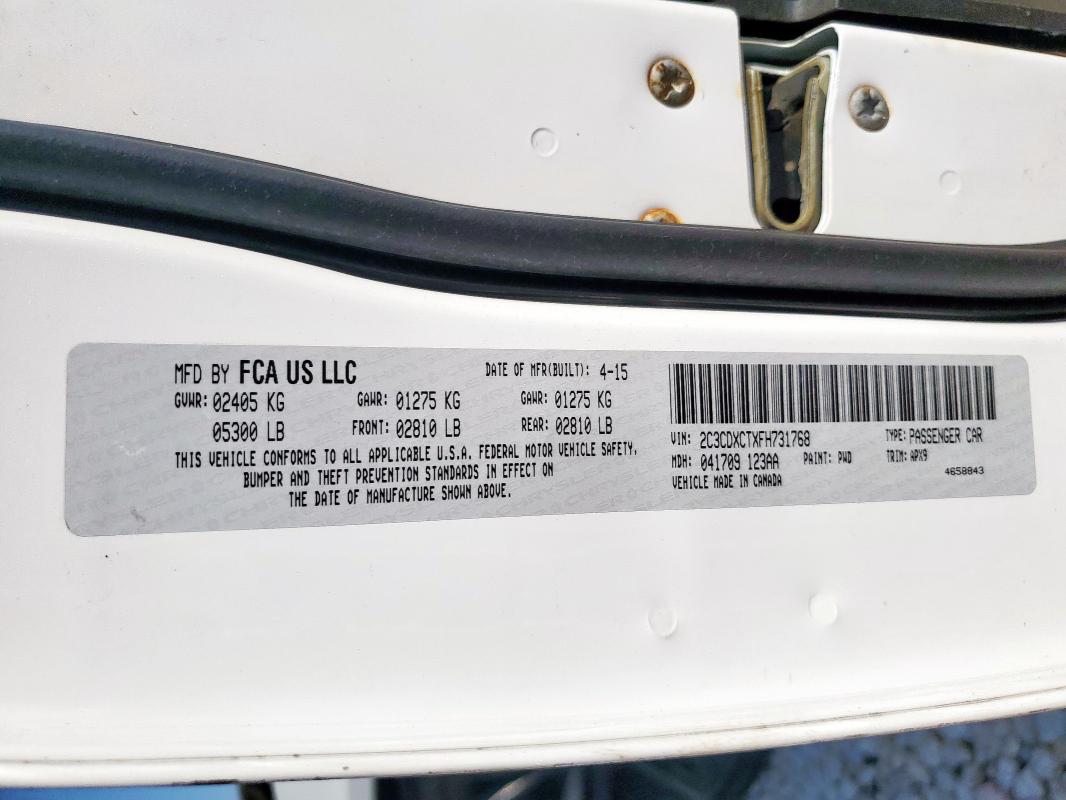 MFD BY FCA US LLC DATE OF MFR(BUILT): 4-15
GVWR: 02405 KG GAWR: 01275 KG GAWR: 01275 KG
05300 LB FRONT: 02810 LB REAR: 02810 LB
THIS VEHICLE CONFORMS TO ALL APPLICABLE U.S.A. FEDERAL MOTOR VEHICLE SAFETY,
BUMPER AND THEFT PREVENTION STANDARDS IN EFFECT ON
THE DATE OF MANUFACTURE SHOWN ABOVE.
VIN: 2C3CDXCTXFH731768 TYPE: PASSENGER CAR
MDH: 041709 123AA PAINT: PWD TRIM: APX9
VEHICLE MADE IN CANADA 4658843